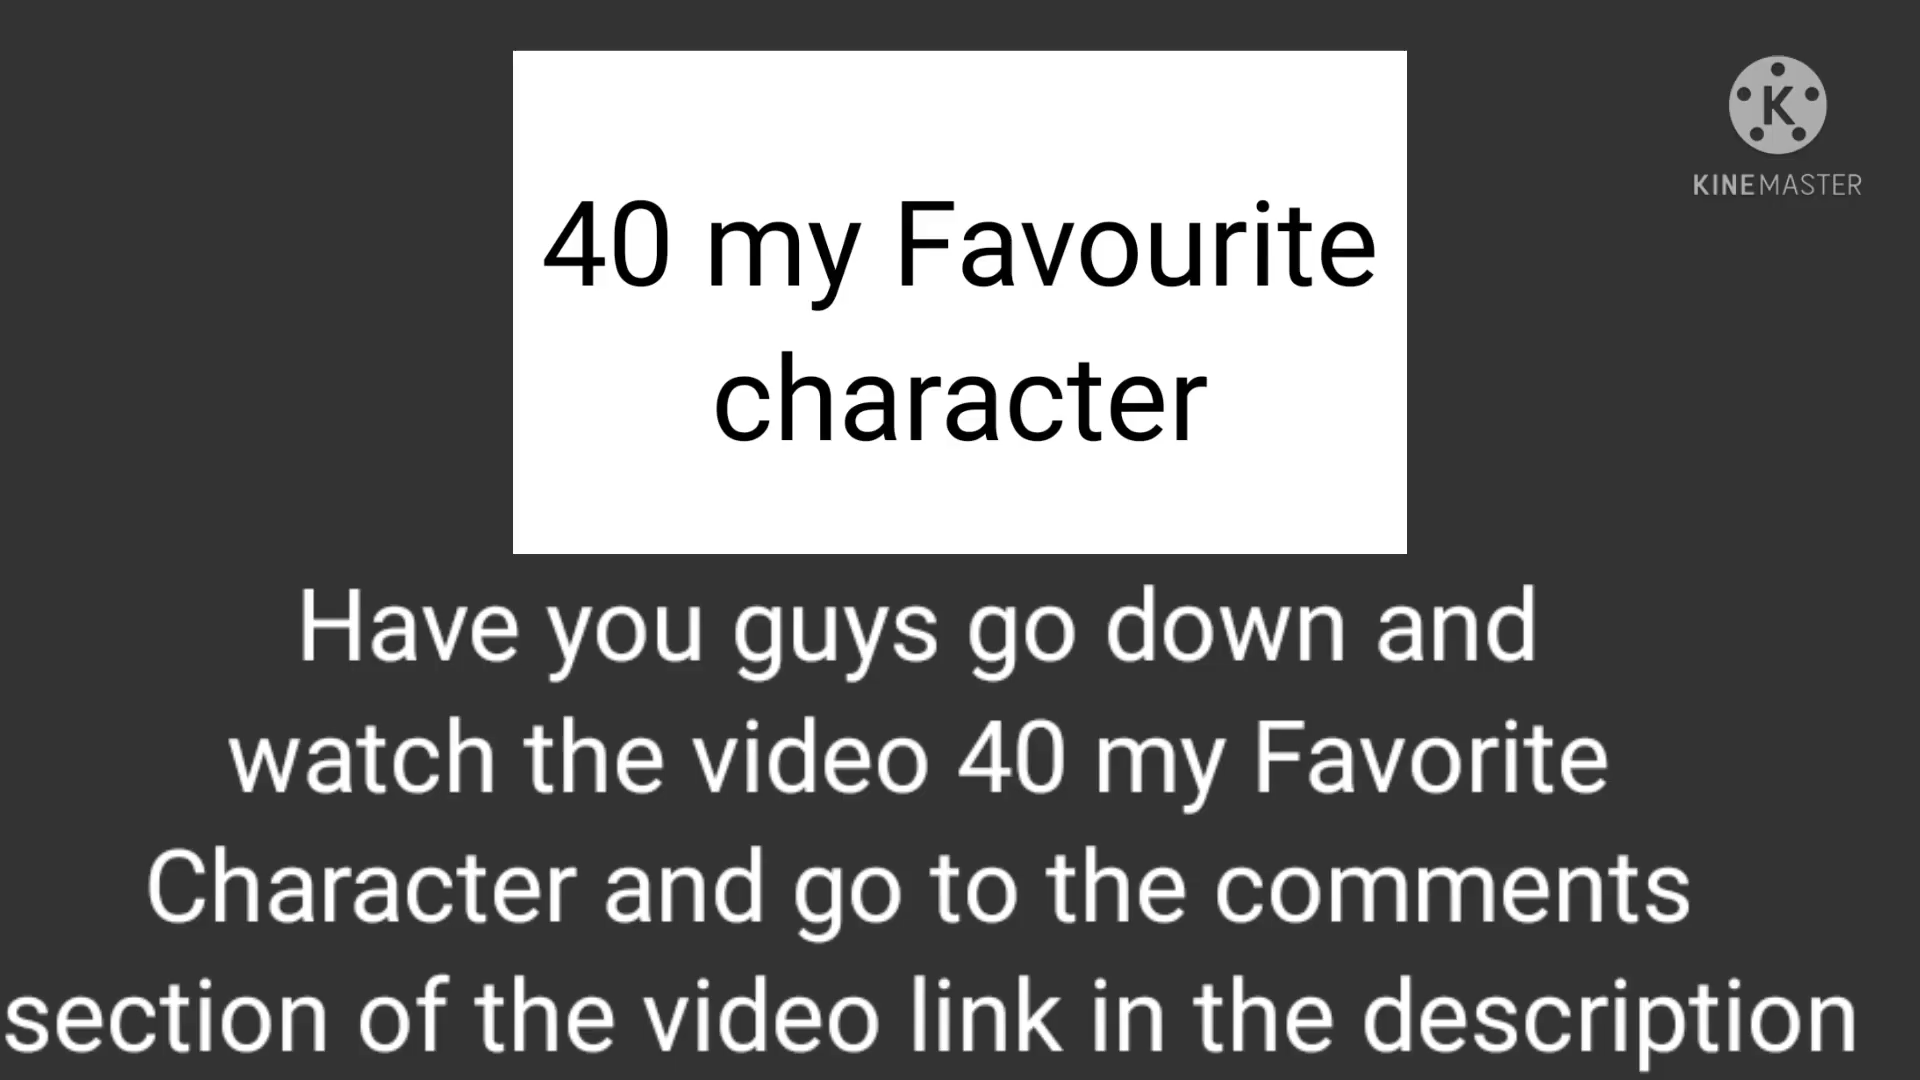 40 my Favourite
character
K
KINEMASTER
Have you guys go down and
watch the video 40 my Favorite
Character and go to the comments
section of the video link in the description